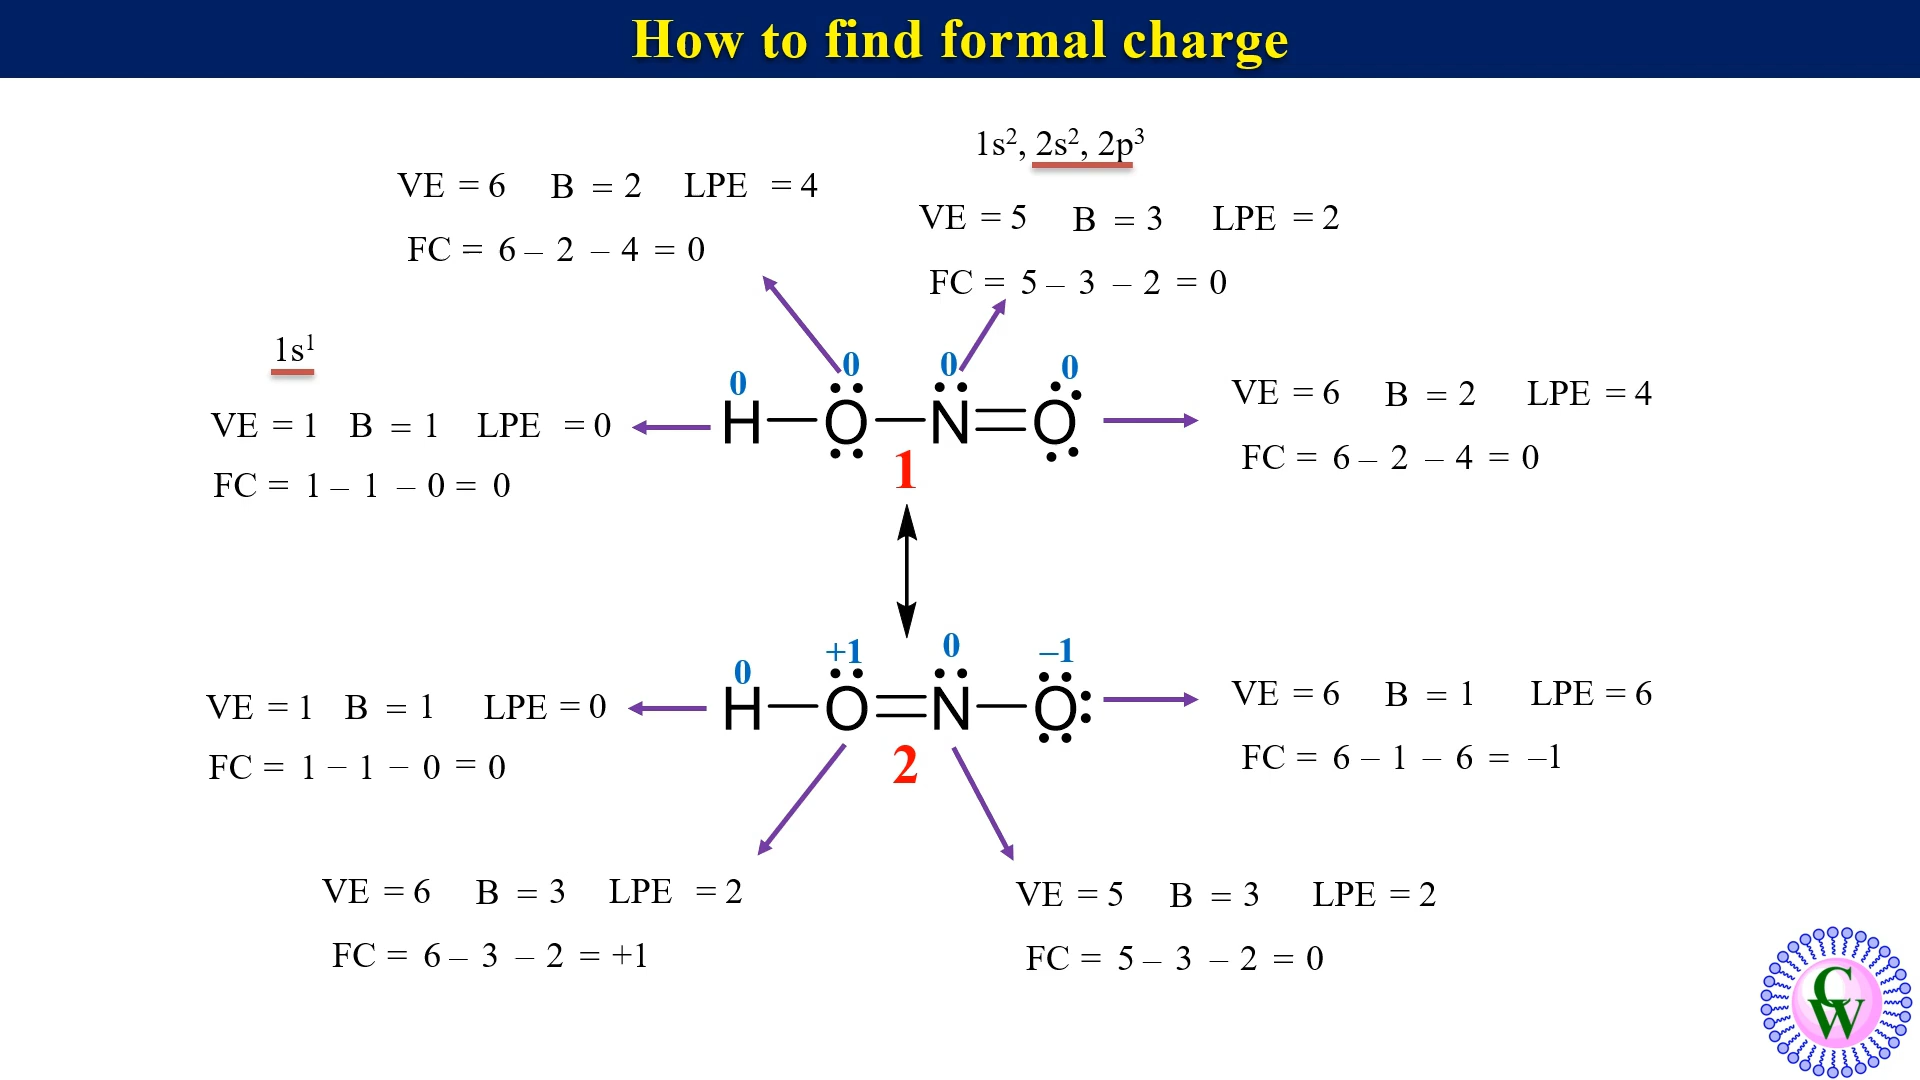 How to find formal charge
1s², 2s², 2p³
VE = 6 B = 2 LPE = 4
FC = 6 – 2 – 4 = 0
VE = 5 B = 3 LPE = 2
FC = 5 – 3 – 2 = 0
1s¹
VE = 1 B = 1 LPE = 0
FC = 1 – 1 – 0 = 0
0 0 0 0
H—O—N=O
1
VE = 6 B = 2 LPE = 4
FC = 6 – 2 – 4 = 0
VE = 1 B = 1 LPE = 0
FC = 1 – 1 – 0 = 0
0 +1 0 –1
H—O=N—O
2
VE = 6 B = 1 LPE = 6
FC = 6 – 1 – 6 = –1
VE = 6 B = 3 LPE = 2
FC = 6 – 3 – 2 = +1
VE = 5 B = 3 LPE = 2
FC = 5 – 3 – 2 = 0
CW